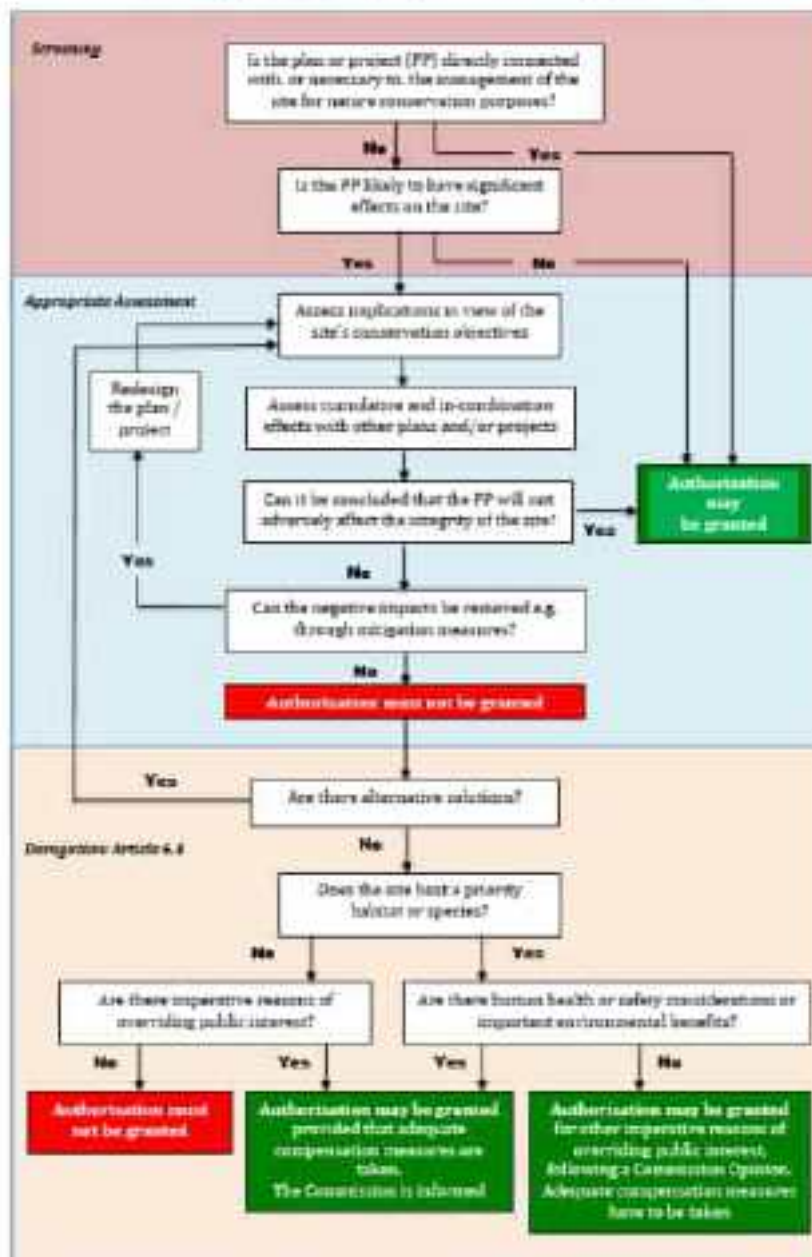 Screening
Is the plan or project (PP) directly connected
with, or necessary to, the management of the
site for nature conservation purposes?
No
Yes
Is the PP likely to have significant
effects on the site?
Yes
No
Appropriate Assessment
Assess implications in view of the
site's conservation objectives
Redesign
the plan /
project
Assess cumulative and in-combination
effects with other plans and/or projects
Can it be concluded that the PP will not
adversely affect the integrity of the site?
Yes
Authorisation
may
be granted
Yes
No
Can the negative impacts be removed e.g.
through mitigation measures?
No
Authorisation must not be granted
Yes
Are there alternative solutions?
Derogation: Article 6.4
No
Does the site host a priority
habitat or species?
No
Yes
Are there imperative reasons of
overriding public interest?
Are there human health or safety considerations or
important environmental benefits?
No
Yes
Yes
No
Authorisation must
not be granted
Authorisation may be granted
provided that adequate
compensation measures are
taken.
The Commission is informed
Authorisation may be granted
for other imperative reasons of
overriding public interest,
following a Commission Opinion.
Adequate compensation measures
have to be taken